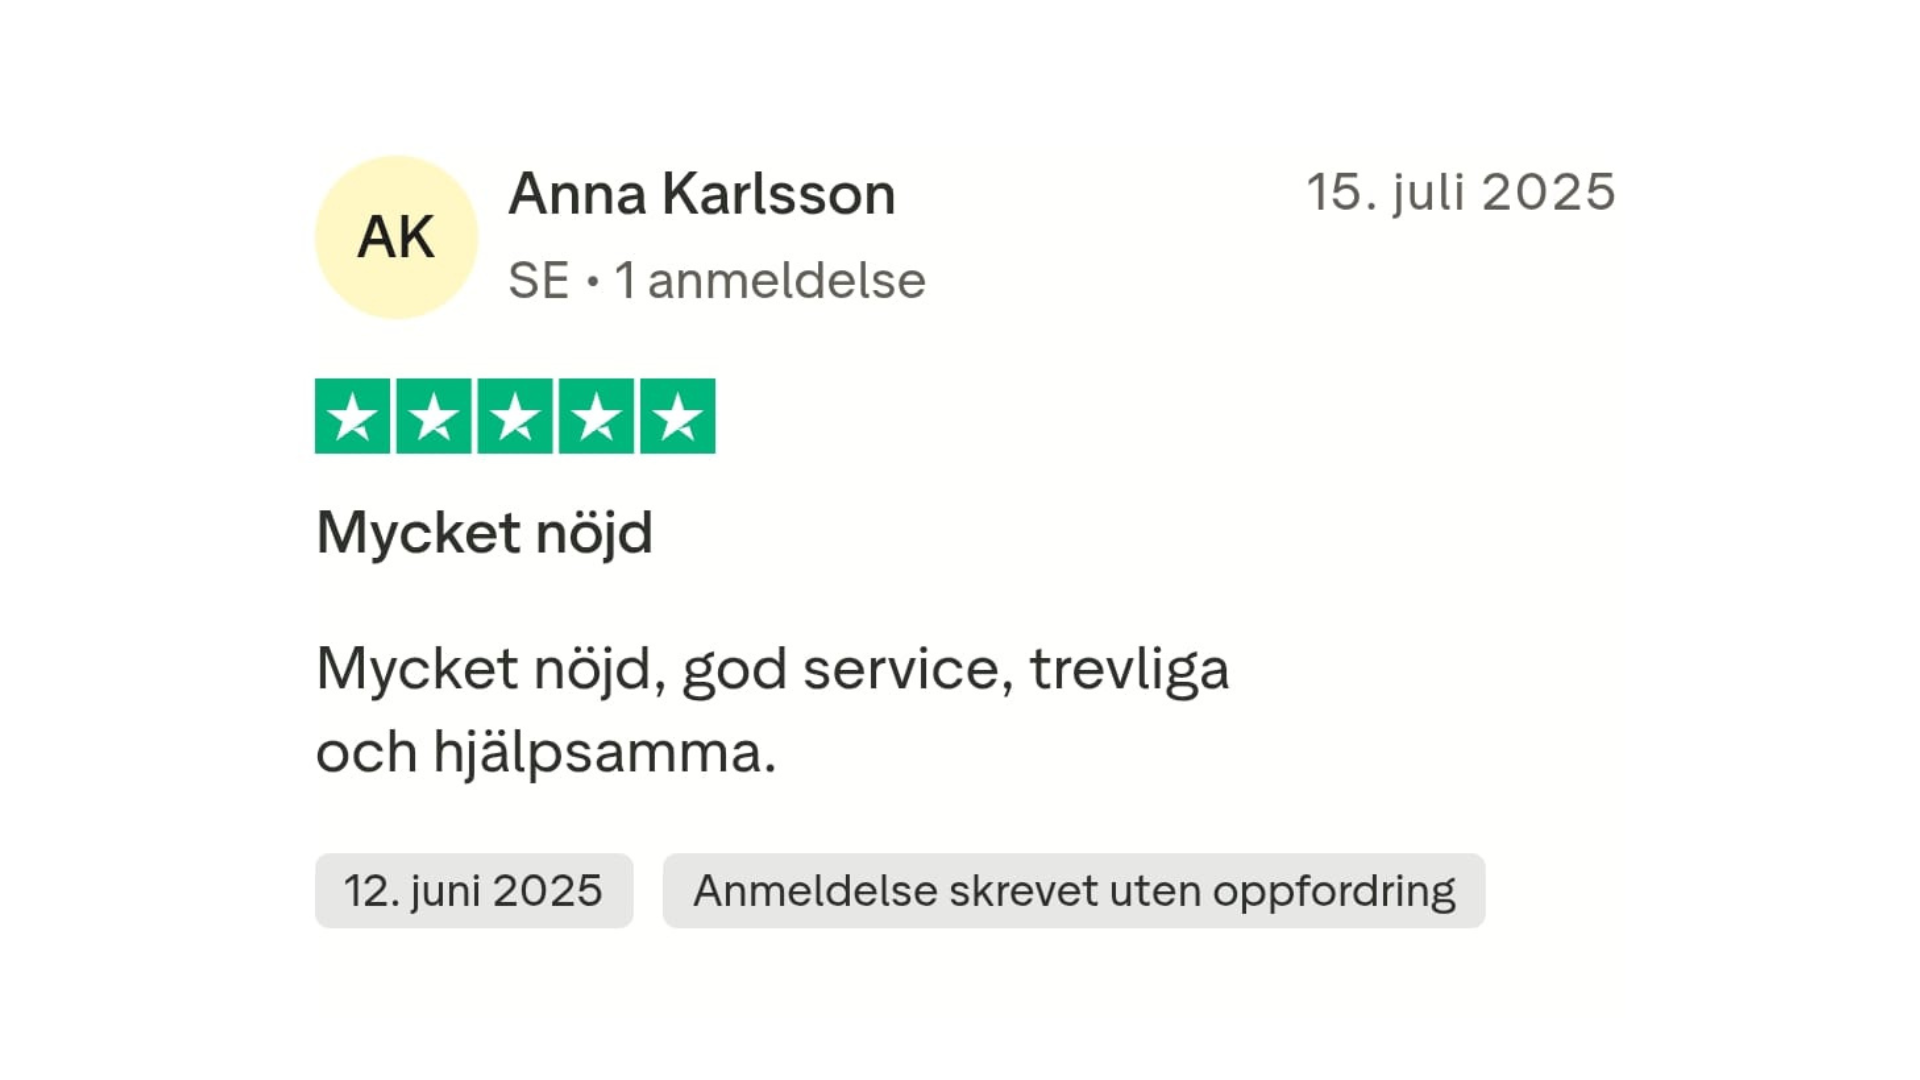 AK
Anna Karlsson
15. juli 2025
SE • 1 anmeldelse
Mycket nöjd
Mycket nöjd, god service, trevliga
och hjälpsamma.
12. juni 2025
Anmeldelse skrevet uten oppfordring